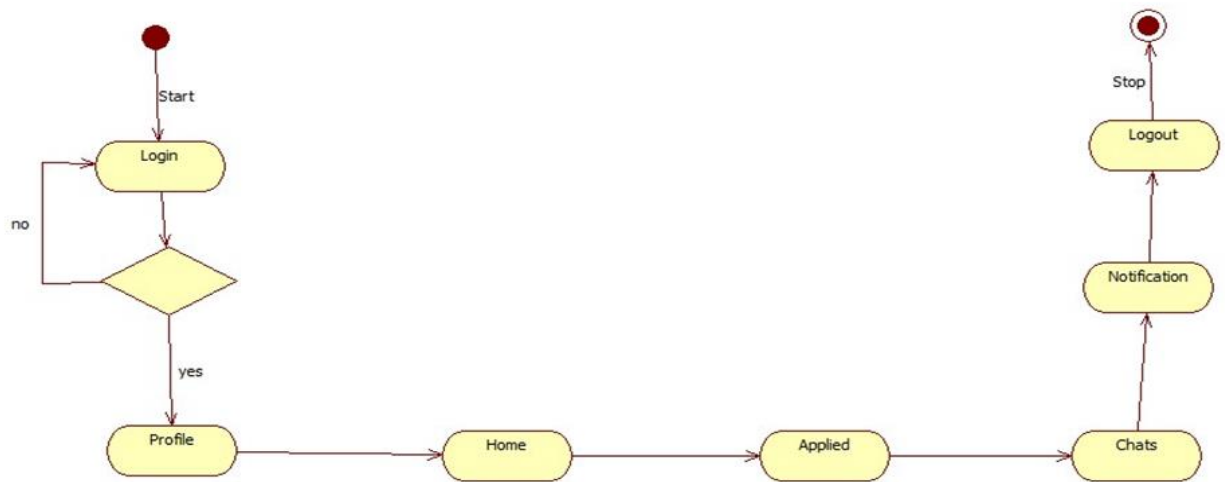 Start
Login
no
yes
Profile
Home
Applied
Chats
Notification
Logout
Stop